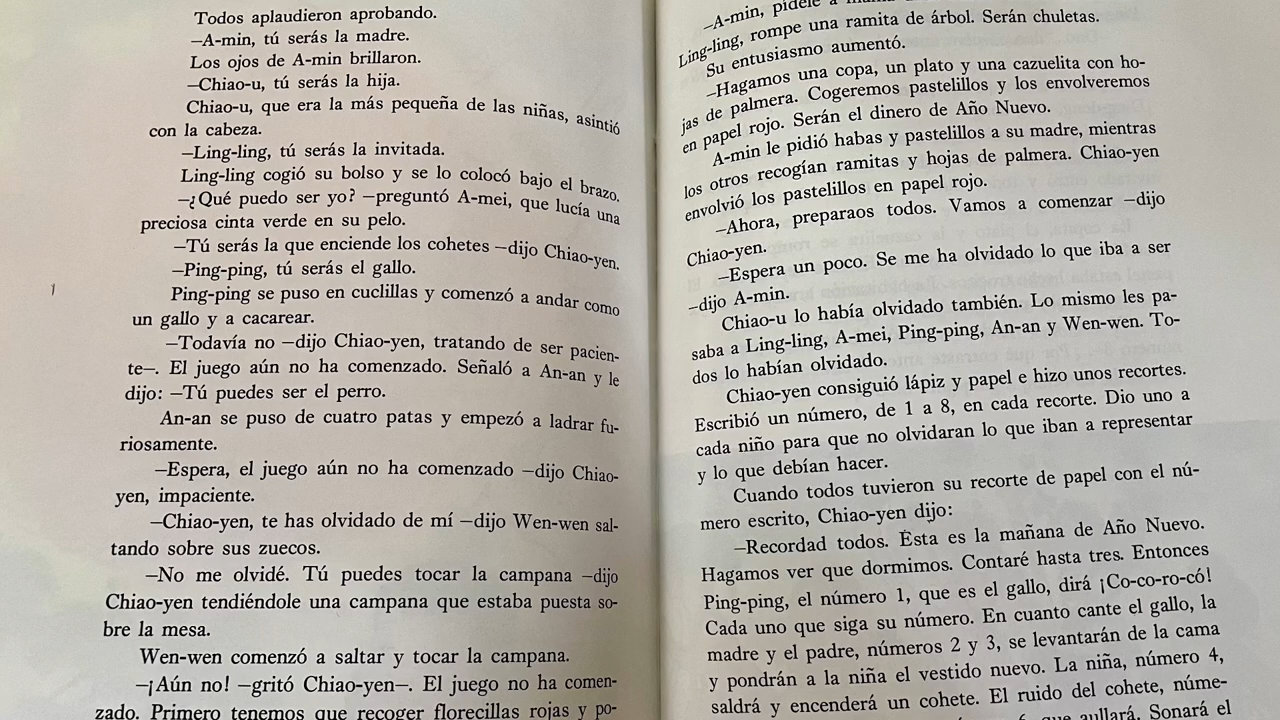 Todos aplaudieron aprobando.
—A-min, tú serás la madre.
Los ojos de A-min brillaron.
—Chiao-u, tú serás la hija.
Chiao-u, que era la más pequeña de las niñas, asintió
con la cabeza.
—Ling-ling, tú serás la invitada.
Ling-ling cogió su bolso y se lo colocó bajo el brazo.
—¿Qué puedo ser yo? —preguntó A-mei, que lucía una
preciosa cinta verde en su pelo.
—Tú serás la que enciende los cohetes —dijo Chiao-yen.
—Ping-ping, tú serás el gallo.
Ping-ping se puso en cuclillas y comenzó a andar como
un gallo y a cacarear.
—Todavía no —dijo Chiao-yen, tratando de ser pacien-
te—. El juego aún no ha comenzado. Señaló a An-an y le
dijo: —Tú puedes ser el perro.
An-an se puso de cuatro patas y empezó a ladrar fu-
riosamente.
—Espera, el juego aún no ha comenzado —dijo Chiao-
yen, impaciente.
—Chiao-yen, te has olvidado de mí —dijo Wen-wen sal-
tando sobre sus zuecos.
—No me olvidé. Tú puedes tocar la campana —dijo
Chiao-yen tendiéndole una campana que estaba puesta so-
bre la mesa.
Wen-wen comenzó a saltar y tocar la campana.
—¡Aún no! —gritó Chiao-yen—. El juego no ha comen-
zado. Primero tenemos que recoger florecillas rojas y po-
—A-min, pídele a
Ling-ling, rompe una ramita de árbol. Serán chuletas.
Su entusiasmo aumentó.
—Hagamos una copa, un plato y una cazuelita con ho-
jas de palmera. Cogeremos pastelillos y los envolveremos
en papel rojo. Serán el dinero de Año Nuevo.
A-min le pidió habas y pastelillos a su madre, mientras
los otros recogían ramitas y hojas de palmera. Chiao-yen
envolvió los pastelillos en papel rojo.
—Ahora, preparaos todos. Vamos a comenzar —dijo
Chiao-yen.
—Espera un poco. Se me ha olvidado lo que iba a ser
—dijo A-min.
Chiao-u lo había olvidado también. Lo mismo les pa-
saba a Ling-ling, A-mei, Ping-ping, An-an y Wen-wen. To-
dos lo habían olvidado.
Chiao-yen consiguió lápiz y papel e hizo unos recortes.
Escribió un número, de 1 a 8, en cada recorte. Dio uno a
cada niño para que no olvidaran lo que iban a representar
y lo que debían hacer.
Cuando todos tuvieron su recorte de papel con el nú-
mero escrito, Chiao-yen dijo:
—Recordad todos. Ésta es la mañana de Año Nuevo.
Hagamos ver que dormimos. Contaré hasta tres. Entonces
Ping-ping, el número 1, que es el gallo, dirá ¡Co-co-ro-có!
Cada uno que siga su número. En cuanto cante el gallo, la
madre y el padre, números 2 y 3, se levantarán de la cama
y pondrán a la niña el vestido nuevo. La niña, número 4,
saldrá y encenderá un cohete. El ruido del cohete, núme-
que aullará. Sonará el